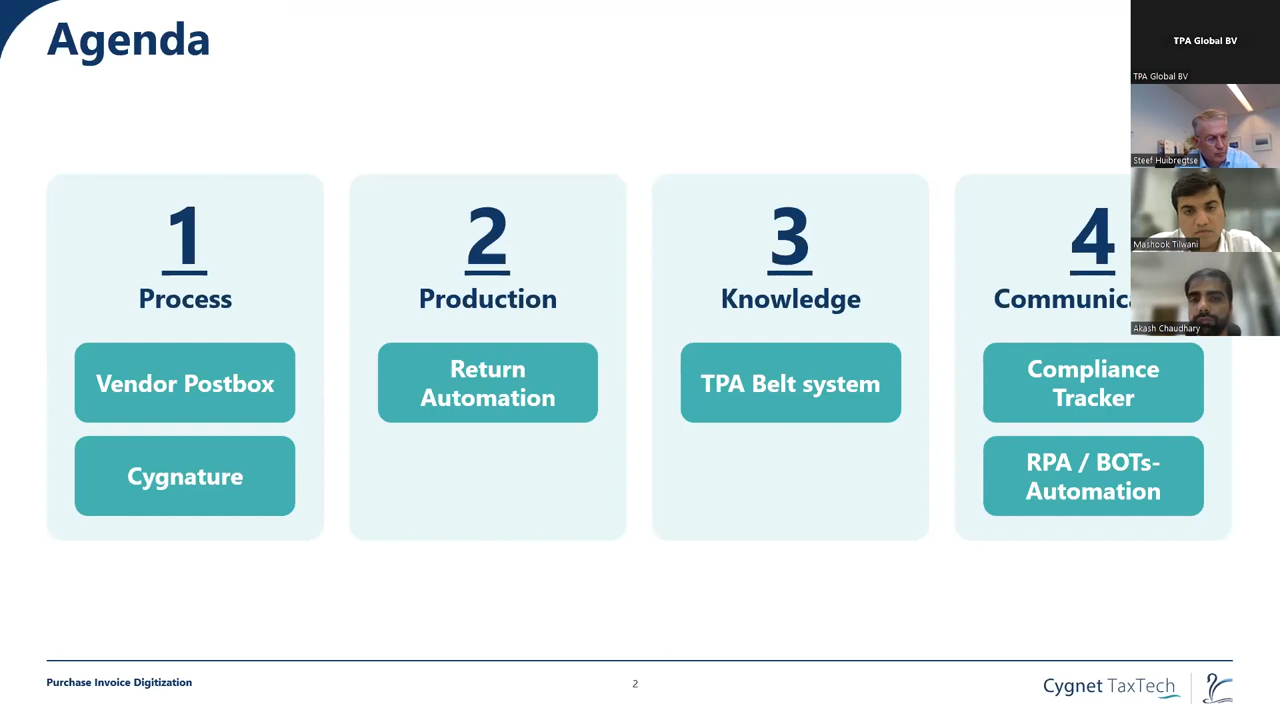 Agenda
1
Process
Vendor Postbox
Cygnature
2
Production
Return
Automation
3
Knowledge
TPA Belt system
4
Communic
Compliance
Tracker
RPA / BOTs-
Automation
TPA Global BV
TPA Global BV
Steef Huibregtse
Mashook Tilwani
Akash Chaudhary
Purchase Invoice Digitization
2
Cygnet TaxTech